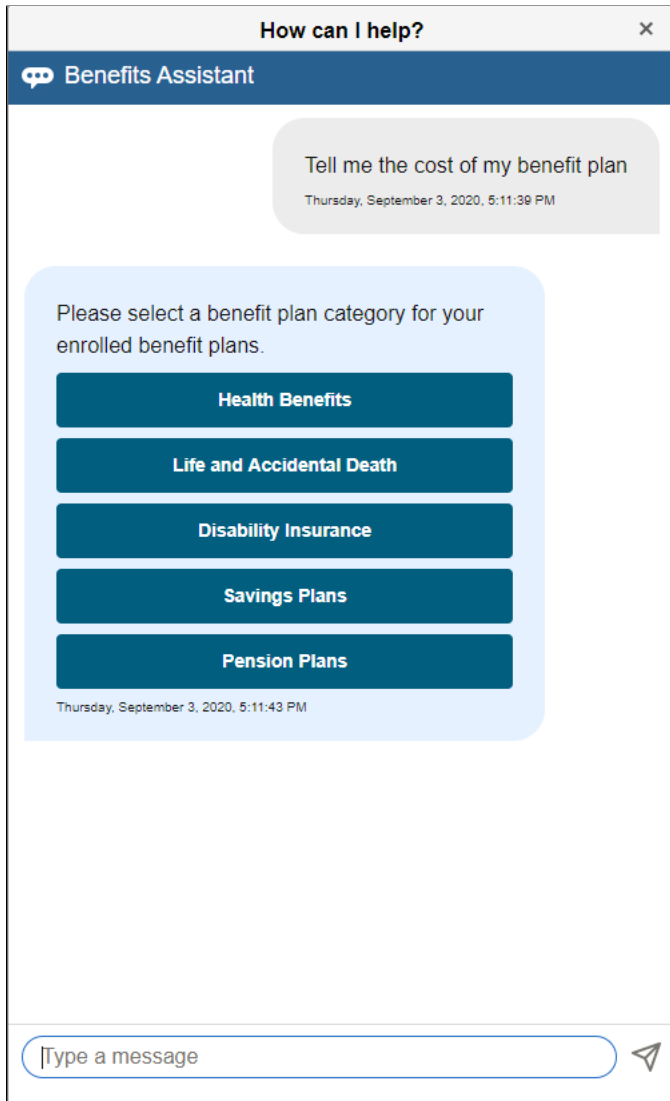 How can I help?
×
Benefits Assistant
Tell me the cost of my benefit plan
Thursday, September 3, 2020, 5:11:39 PM
Please select a benefit plan category for your
enrolled benefit plans.
Health Benefits
Life and Accidental Death
Disability Insurance
Savings Plans
Pension Plans
Thursday, September 3, 2020, 5:11:43 PM
Type a message